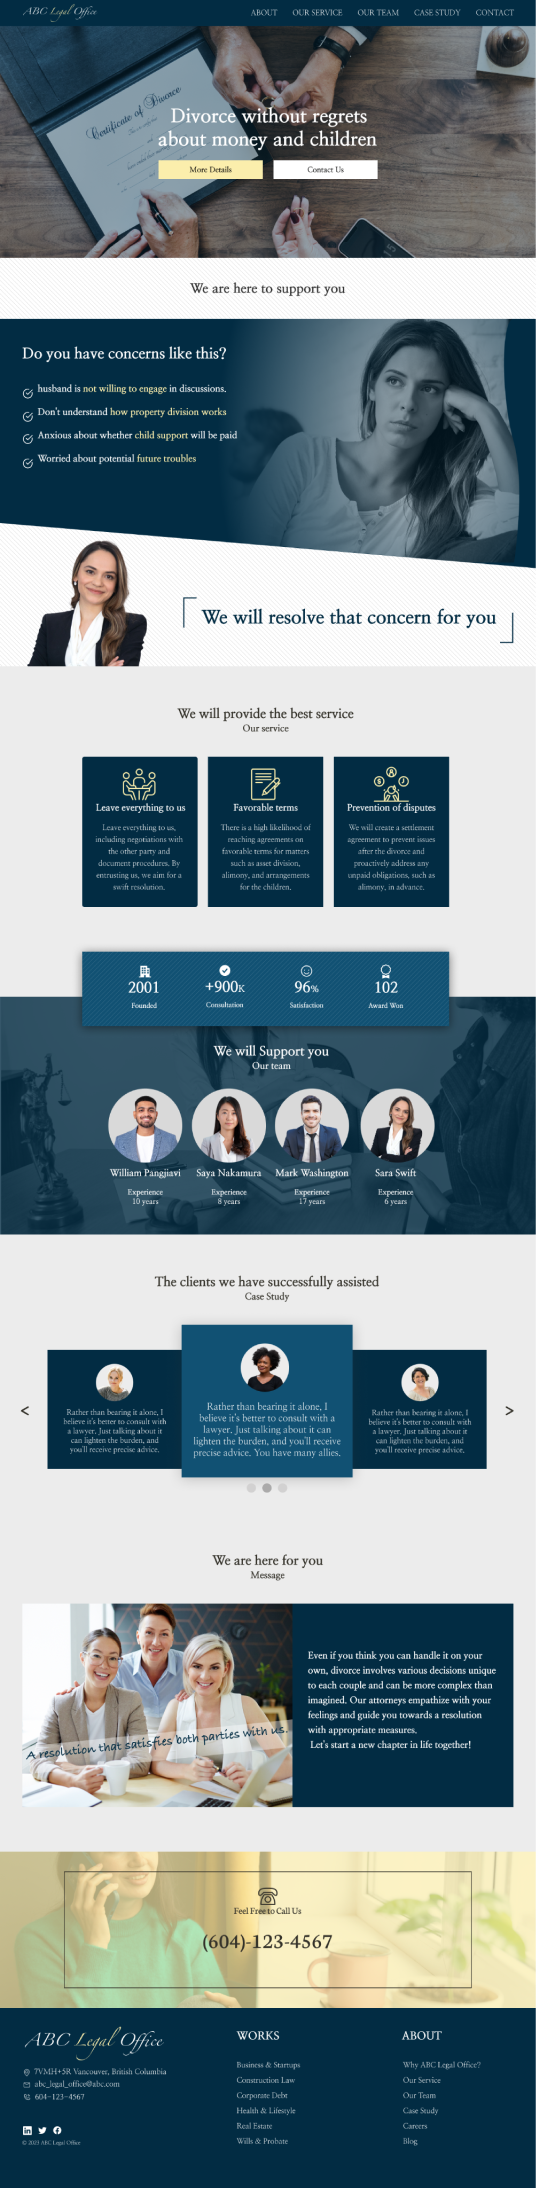 ABC Legal Office
ABOUT
OUR SERVICE
OUR TEAM
CASE STUDY
CONTACT
Certificate of Divorce
Divorce without regrets
about money and children
More Details
Contact Us
We are here to support you
Do you have concerns like this?
husband is not willing to engage in discussions.
Don't understand how property division works
Anxious about whether child support will be paid
Worried about potential future troubles
We will resolve that concern for you
We will provide the best service
Our service
Leave everything to us
Leave everything to us,
including negotiations with
the other party and
document procedures. By
entrusting us, we aim for a
swift resolution.
Favorable terms
There is a high likelihood of
reaching agreements on
favorable terms for matters
such as asset division,
alimony, and arrangements
for the children.
Prevention of disputes
We will create a settlement
agreement to prevent issues
after the divorce and
proactively address any
unpaid obligations, such as
alimony, in advance.
2001
Founded
+900K
Consultation
96%
Satisfaction
102
Award Won
We will Support you
Our team
William Pangjiavi
Experience
10 years
Saya Nakamura
Experience
8 years
Mark Washington
Experience
17 years
Sara Swift
Experience
6 years
The clients we have successfully assisted
Case Study
<
Rather than bearing it alone, I
believe it's better to consult with
a lawyer. Just talking about it
can lighten the burden, and
you'll receive precise advice.
Rather than bearing it alone, I
believe it's better to consult with a
lawyer. Just talking about it can
lighten the burden, and you'll receive
precise advice. You have many allies.
Rather than bearing it alone, I
believe it's better to consult with
a lawyer. Just talking about it
can lighten the burden, and
you'll receive precise advice.
>
We are here for you
Message
A resolution that satisfies both parties with us.
Even if you think you can handle it on your
own, divorce involves various decisions unique
to each couple and can be more complex than
imagined. Our attorneys empathize with your
feelings and guide you towards a resolution
with appropriate measures.
Let's start a new chapter in life together!
Feel Free to Call Us
(604)-123-4567
ABC Legal Office
7VMH+5R Vancouver, British Columbia
abc_legal_office@abc.com
604-123-4567
© 2023 ABC Legal Office
WORKS
Business & Startups
Construction Law
Corporate Debt
Health & Lifestyle
Real Estate
Wills & Probate
ABOUT
Why ABC Legal Office?
Our Service
Our Team
Case Study
Careers
Blog